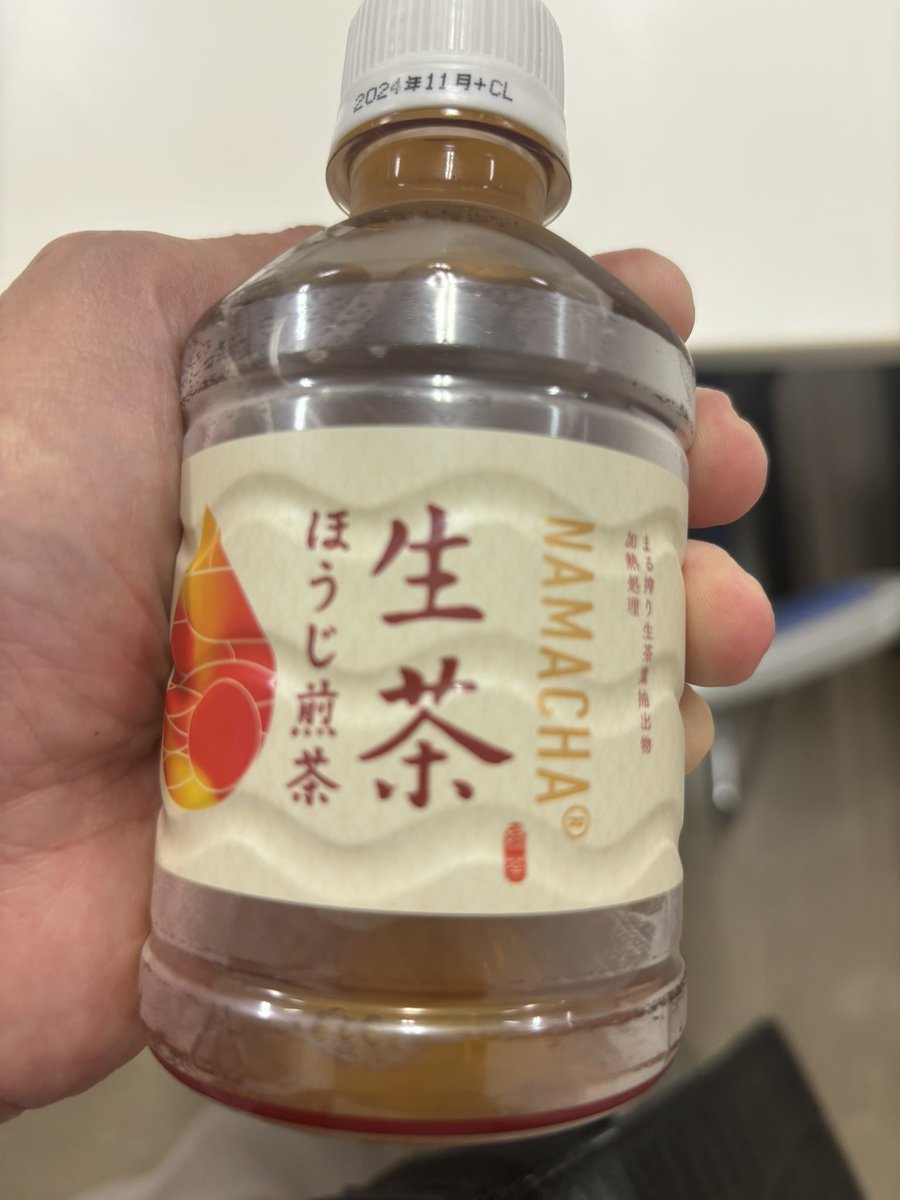 2024年11月+CL
まる搾り生茶葉抽出物
加熱処理
NAMACHA®
生茶
ほうじ煎茶